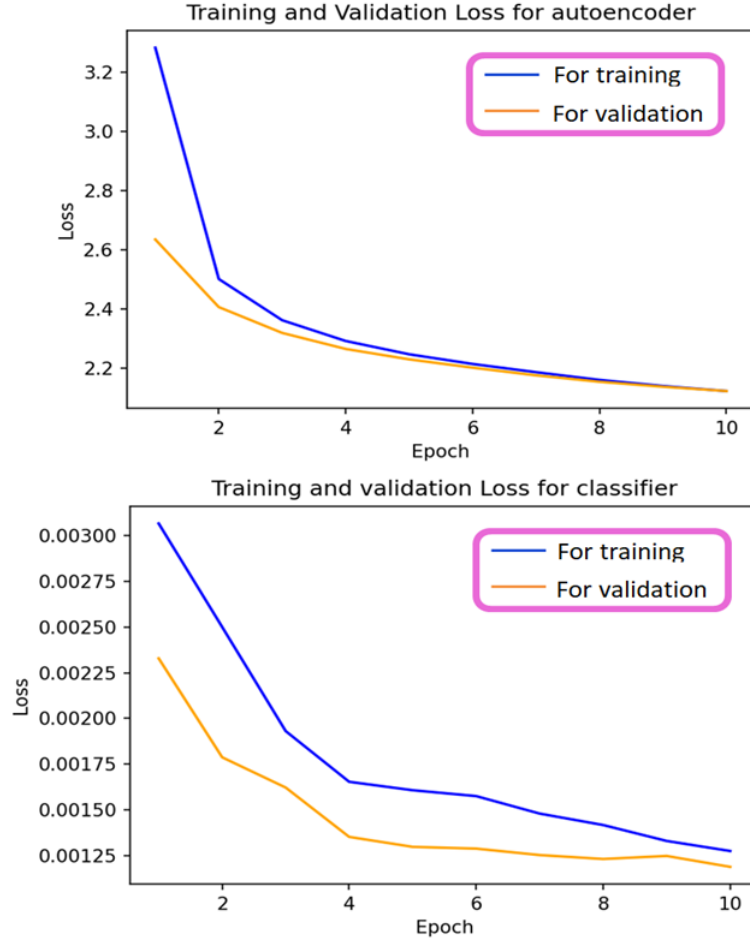 Training and Validation Loss for autoencoder
3.2
3.0
2.8
2.6
2.4
2.2
Loss
For training
For validation
2
4
6
8
10
Epoch
Training and validation Loss for classifier
0.00300
0.00275
0.00250
0.00225
0.00200
0.00175
0.00150
0.00125
Loss
For training
For validation
2
4
6
8
10
Epoch